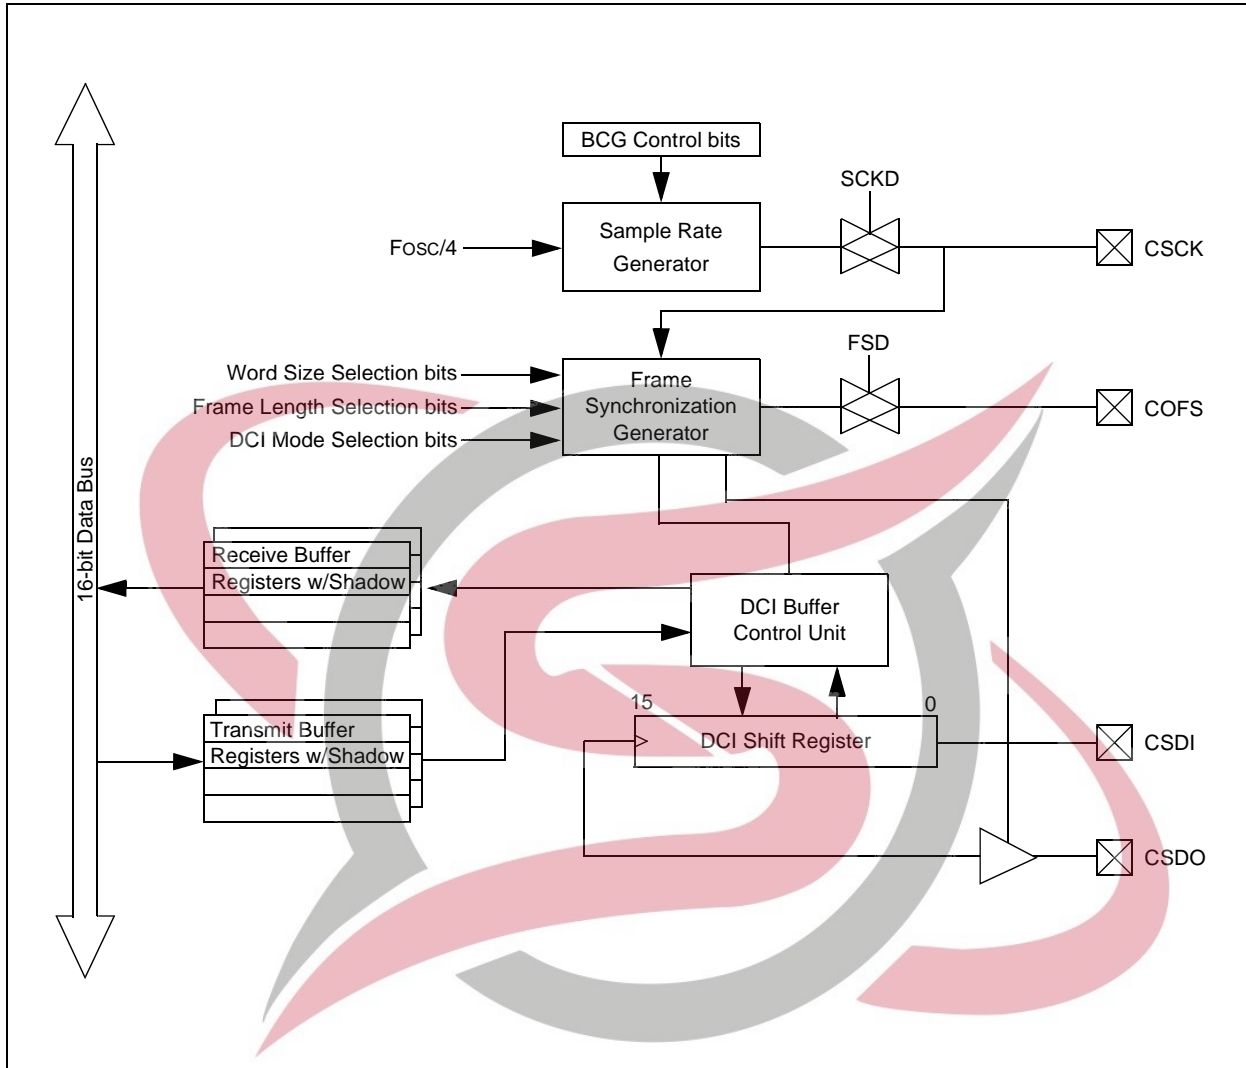 BCG Control bits
SCKD
Sample Rate
Generator
FOSC/4
CSCK
FSD
Word Size Selection bits
Frame Length Selection bits
DCI Mode Selection bits
Frame
Synchronization
Generator
COFS
16-bit Data Bus
Receive Buffer
Registers w/Shadow
DCI Buffer
Control Unit
15
0
Transmit Buffer
Registers w/Shadow
DCI Shift Register
CSDI
CSDO